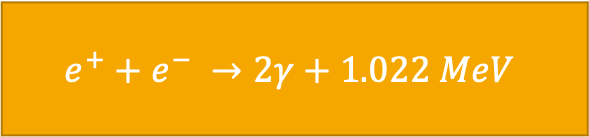 e⁺ + e⁻ → 2γ + 1.022 MeV